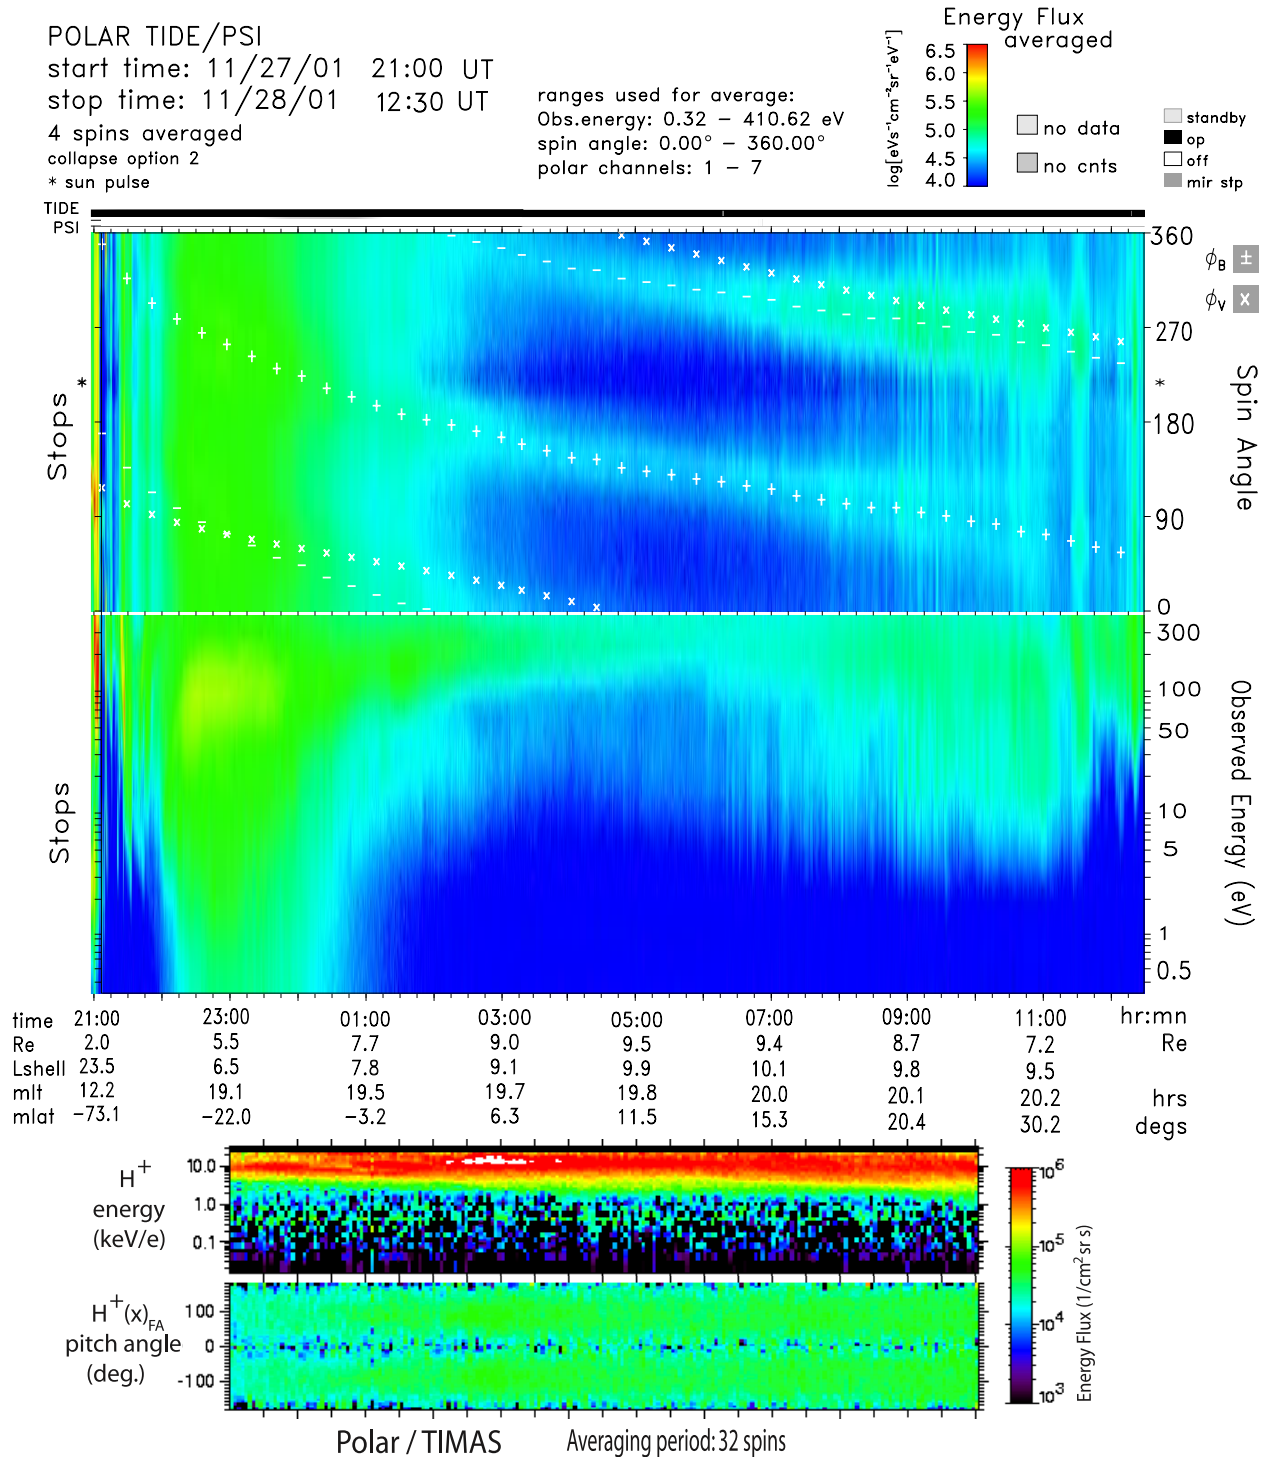 POLAR TIDE/PSI
start time: 11/27/01 21:00 UT
stop time: 11/28/01 12:30 UT
4 spins averaged
collapse option 2
* sun pulse
ranges used for average:
Obs.energy: 0.32 – 410.62 eV
spin angle: 0.00° – 360.00°
polar channels: 1 – 7
Energy Flux
averaged
log[eVs⁻¹cm⁻²sr⁻¹eV⁻¹]
6.5
6.0
5.5
5.0
4.5
4.0
no data
no cnts
standby
op
off
mir stp
TIDE
PSI
Stops
*
360
270
*
180
90
0
Spin Angle
ϕB ±
ϕV x
Stops
300
100
50
10
5
1
0.5
Observed Energy (eV)
time 21:00 23:00 01:00 03:00 05:00 07:00 09:00 11:00 hr:mn
Re 2.0 5.5 7.7 9.0 9.5 9.4 8.7 7.2 Re
Lshell 23.5 6.5 7.8 9.1 9.9 10.1 9.8 9.5
mlt 12.2 19.1 19.5 19.7 19.8 20.0 20.1 20.2 hrs
mlat −73.1 −22.0 −3.2 6.3 11.5 15.3 20.4 30.2 degs
H⁺
energy
(keV/e)
10.0
1.0
0.1
H⁺(x)FA
pitch angle
(deg.)
100
0
-100
10⁶
10⁵
10⁴
10³
Energy Flux (1/cm² sr s)
Polar / TIMAS Averaging period: 32 spins